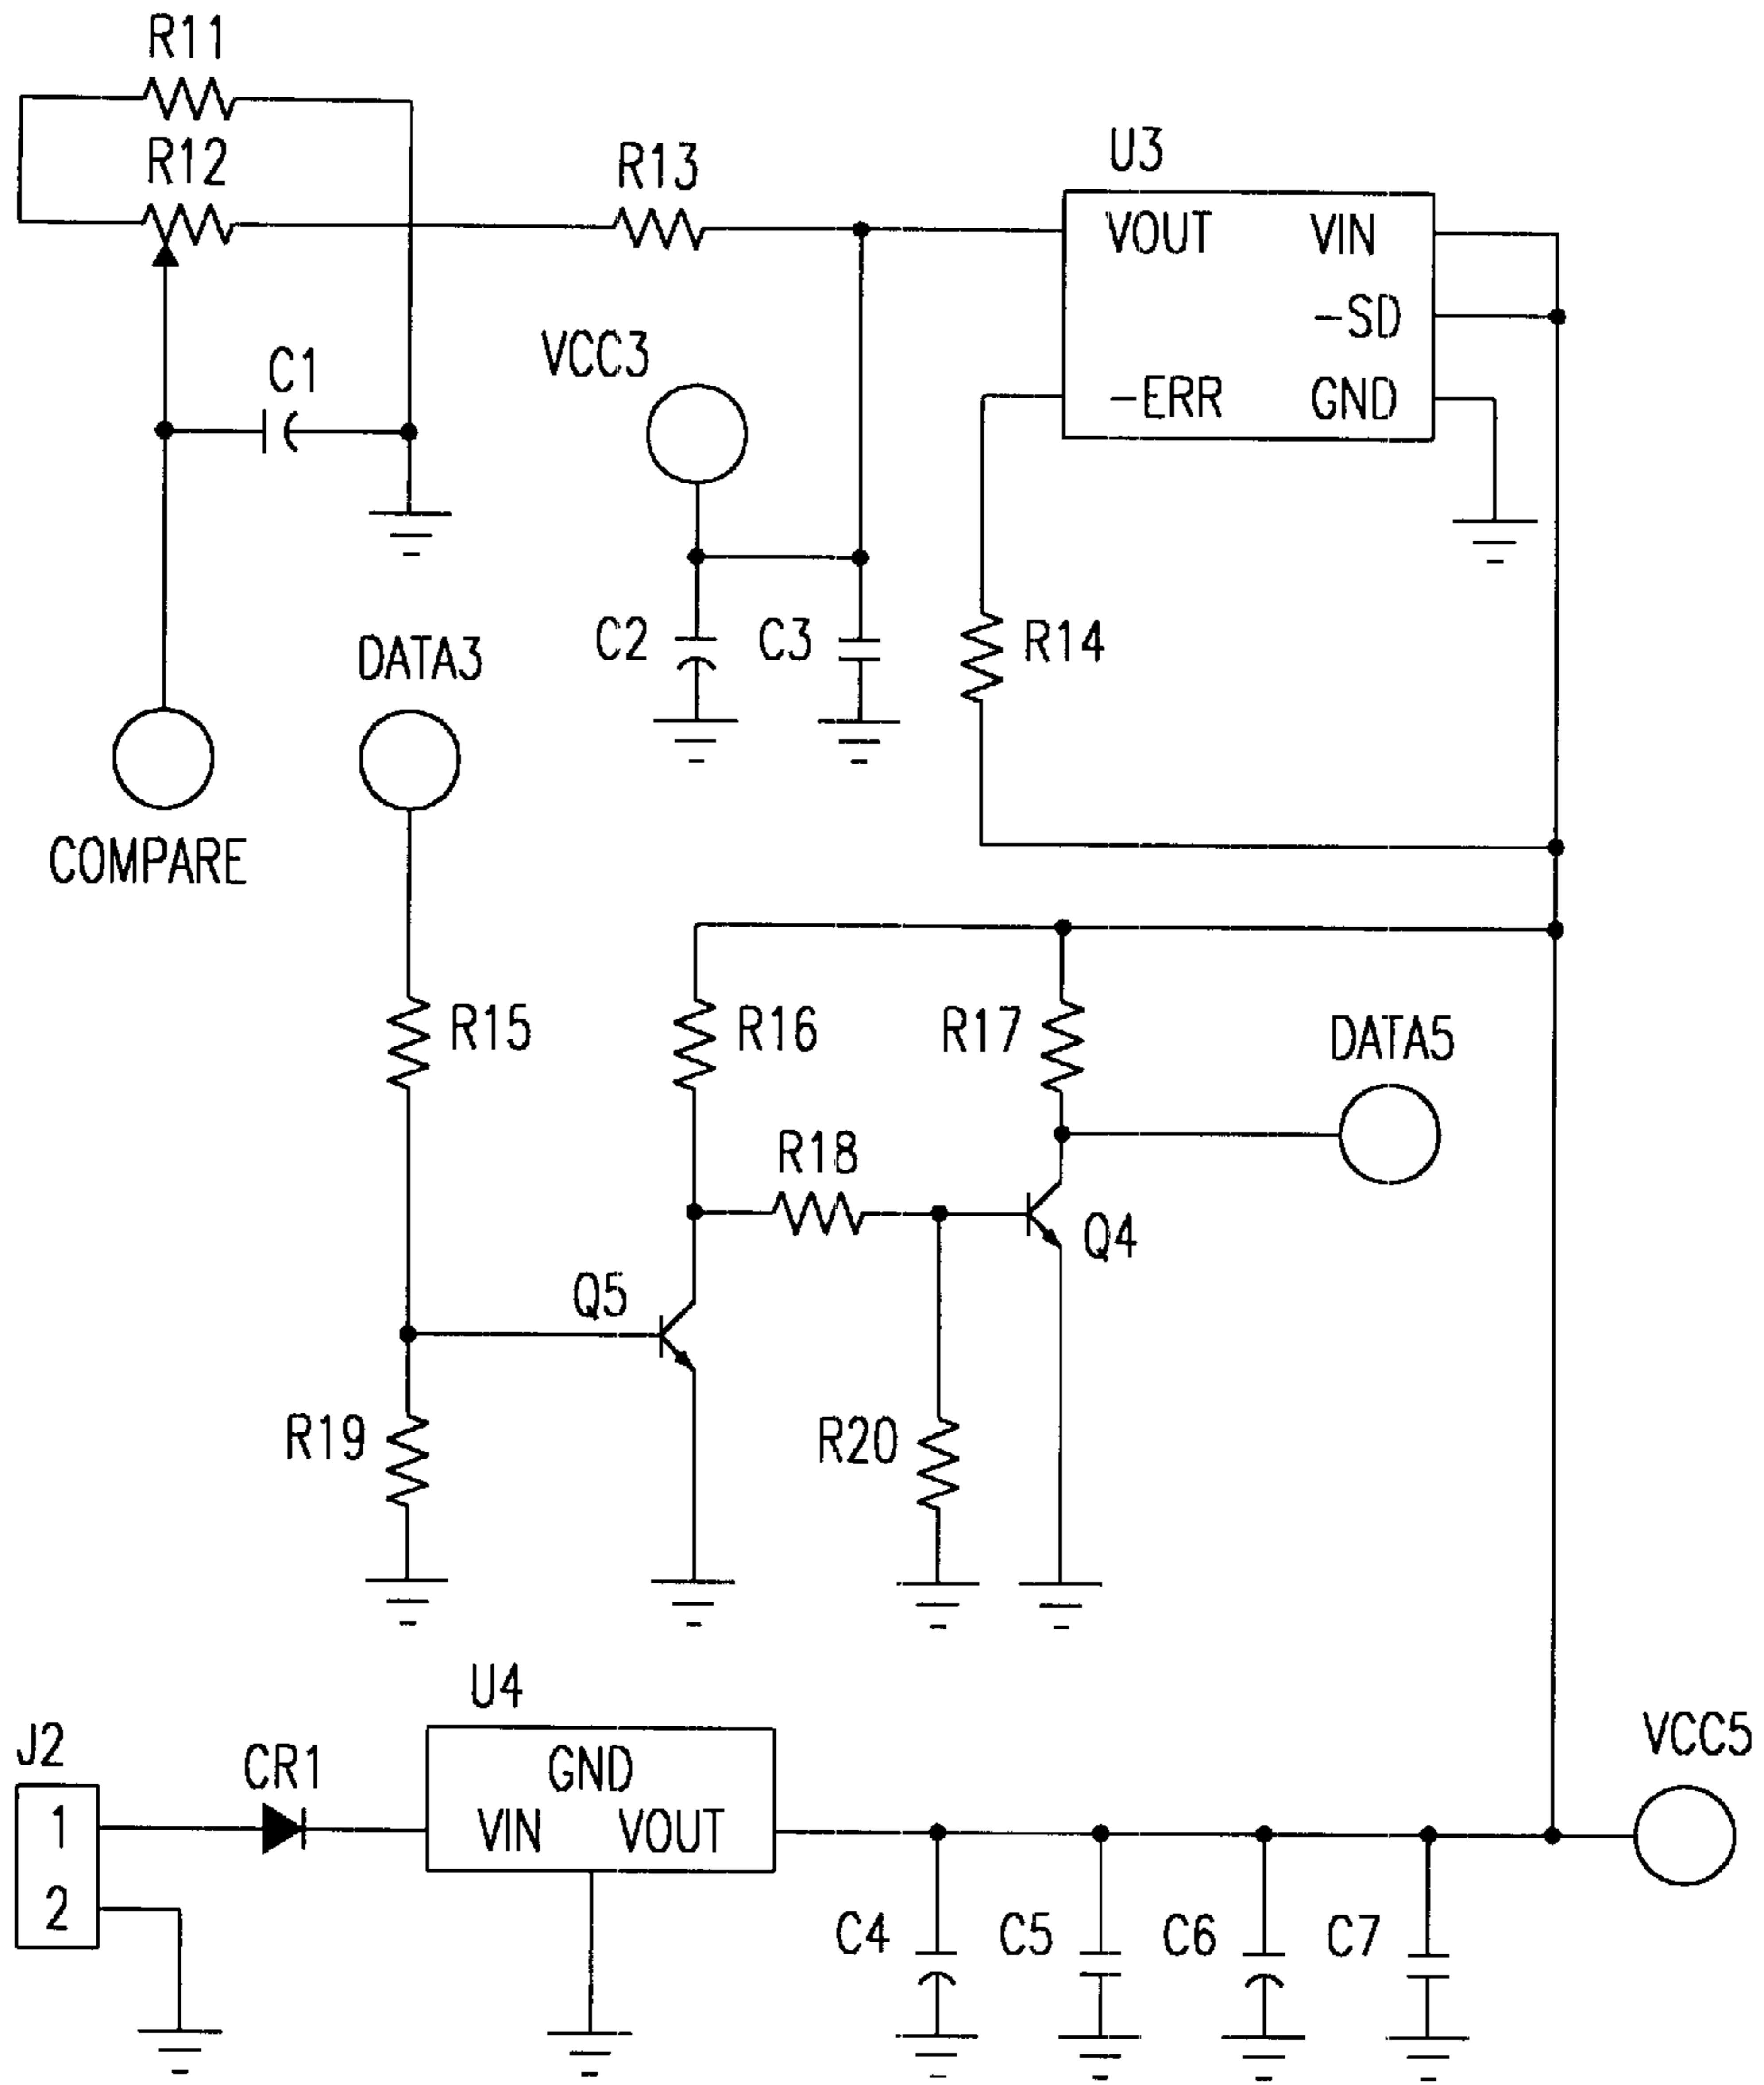 R11
R12
R13
U3
VOUT VIN
-SD
-ERR GND
C1
VCC3
C2
C3
R14
DATA3
COMPARE
R15
R16
R17
DATA5
R18
Q4
Q5
R19
R20
U4
J2
1
2
CR1
GND
VIN VOUT
VCC5
C4
C5
C6
C7